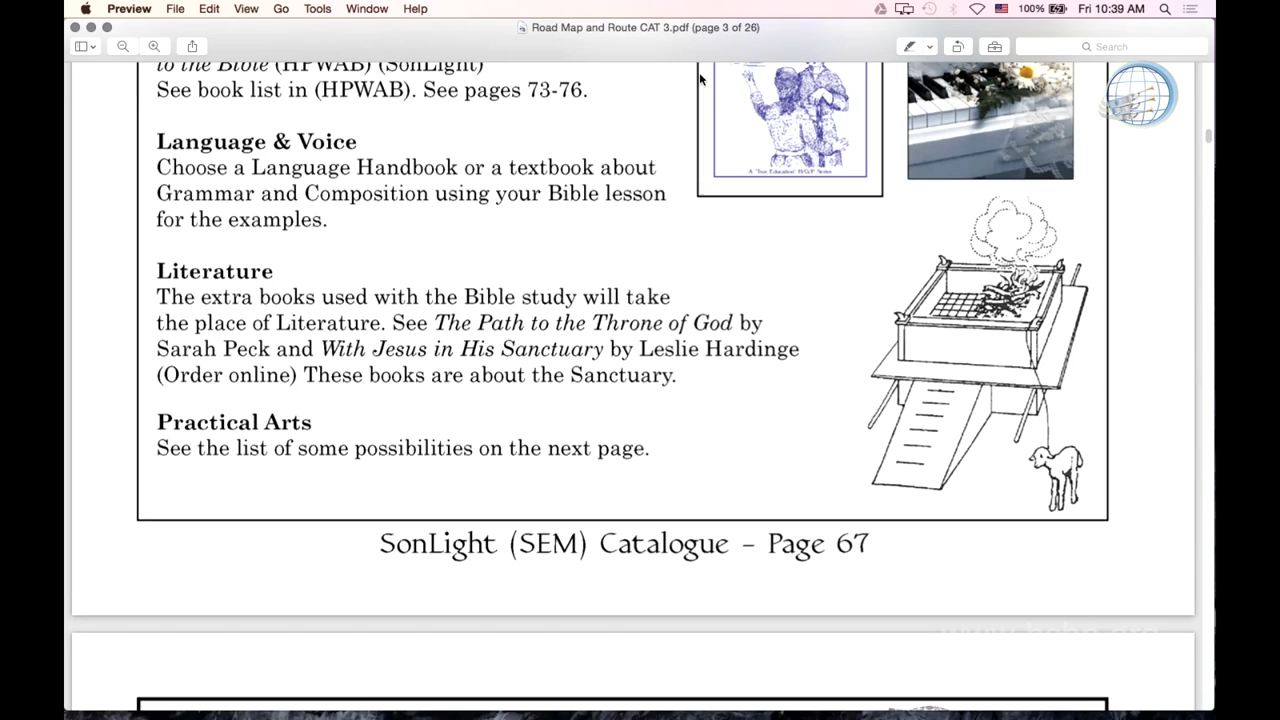 Preview File Edit View Go Tools Window Help 100% Fri 10:39 AM
Road Map and Route CAT 3.pdf (page 3 of 26)
Search
to the Bible (HPWAB) (SonLight)
See book list in (HPWAB). See pages 73-76.
Language & Voice
Choose a Language Handbook or a textbook about
Grammar and Composition using your Bible lesson
for the examples.
Literature
The extra books used with the Bible study will take
the place of Literature. See The Path to the Throne of God by
Sarah Peck and With Jesus in His Sanctuary by Leslie Hardinge
(Order online) These books are about the Sanctuary.
Practical Arts
See the list of some possibilities on the next page.
SonLight (SEM) Catalogue - Page 67